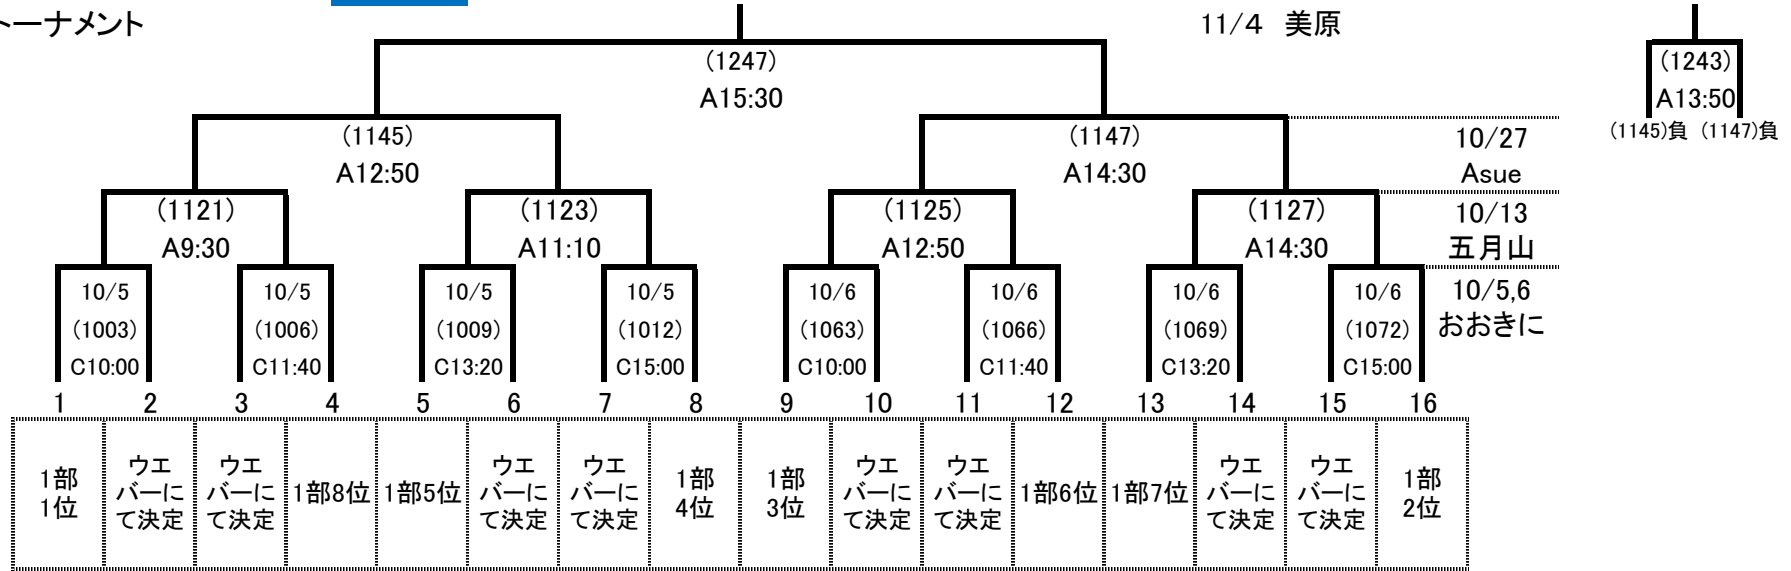 トーナメント
11/4 美原
(1247)
A15:30
(1243)
A13:50
(1145)負 (1147)負
(1145)
A12:50
(1147)
A14:30
10/27
Asue
(1121)
A9:30
(1123)
A11:10
(1125)
A12:50
(1127)
A14:30
10/13
五月山
10/5
(1003)
C10:00
10/5
(1006)
C11:40
10/5
(1009)
C13:20
10/5
(1012)
C15:00
10/6
(1063)
C10:00
10/6
(1066)
C11:40
10/6
(1069)
C13:20
10/6
(1072)
C15:00
10/5,6
おおきに
1 2 3 4 5 6 7 8 9 10 11 12 13 14 15 16
1部
1位
ウエ
バーに
て決定
ウエ
バーに
て決定
1部8位
1部5位
ウエ
バーに
て決定
ウエ
バーに
て決定
1部
4位
1部
3位
ウエ
バーに
て決定
ウエ
バーに
て決定
1部6位
1部7位
ウエ
バーに
て決定
ウエ
バーに
て決定
1部
2位